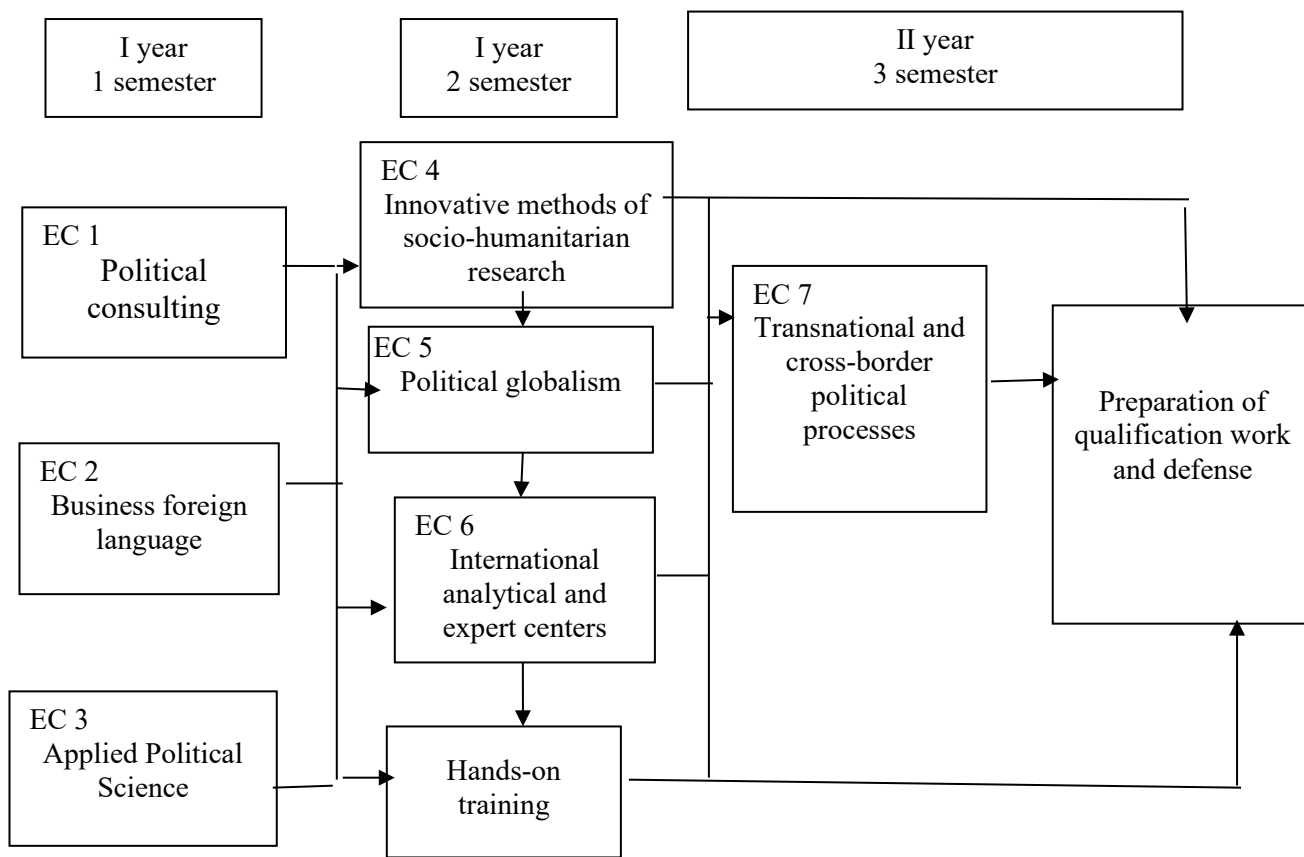 I year
1 semester
I year
2 semester
II year
3 semester
EC 1
Political
consulting
EC 2
Business foreign
language
EC 3
Applied Political
Science
EC 4
Innovative methods of
socio-humanitarian
research
EC 5
Political globalism
EC 6
International
analytical and
expert centers
Hands-on
training
EC 7
Transnational and
cross-border
political
processes
Preparation of
qualification work
and defense